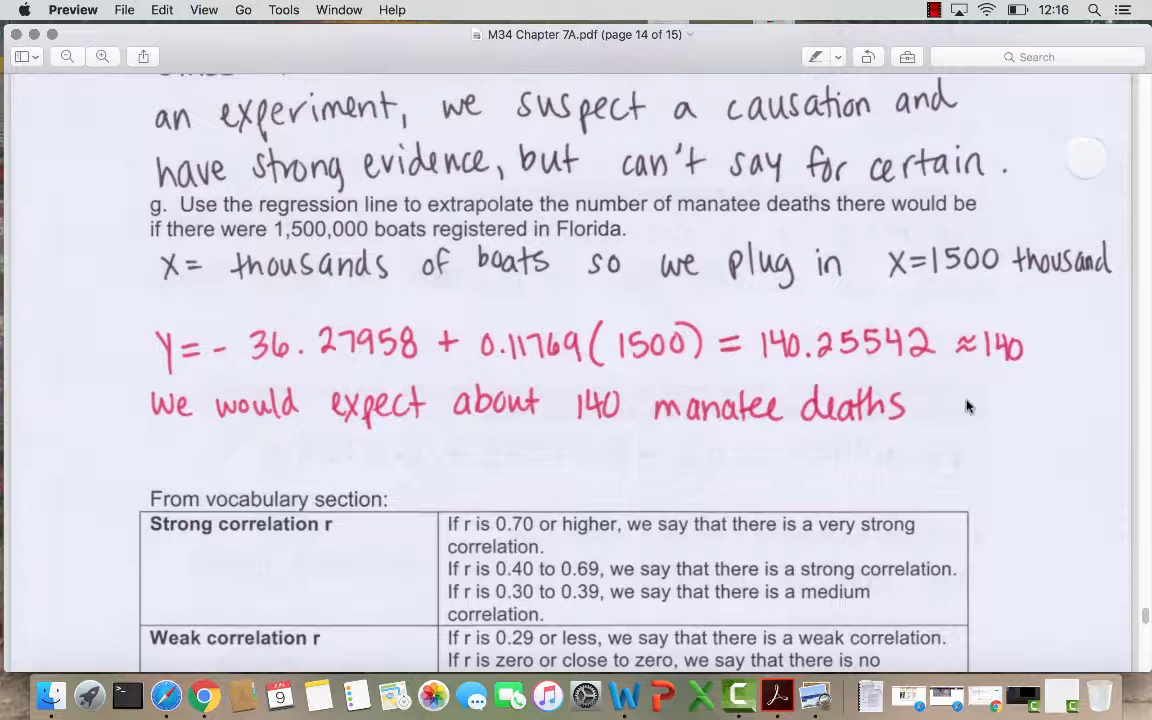 Preview File Edit View Go Tools Window Help 12:16
M34 Chapter 7A.pdf (page 14 of 15)
Search
an experiment, we suspect a causation and
have strong evidence, but can't say for certain.
g. Use the regression line to extrapolate the number of manatee deaths there would be
if there were 1,500,000 boats registered in Florida.
x= thousands of boats so we plug in x=1500 thousand
y=- 36.27958 + 0.11769(1500) = 140.25542 ≈140
we would expect about 140 manatee deaths
From vocabulary section:
Strong correlation r
If r is 0.70 or higher, we say that there is a very strong
correlation.
If r is 0.40 to 0.69, we say that there is a strong correlation.
If r is 0.30 to 0.39, we say that there is a medium
correlation.
Weak correlation r
If r is 0.29 or less, we say that there is a weak correlation.
If r is zero or close to zero, we say that there is no